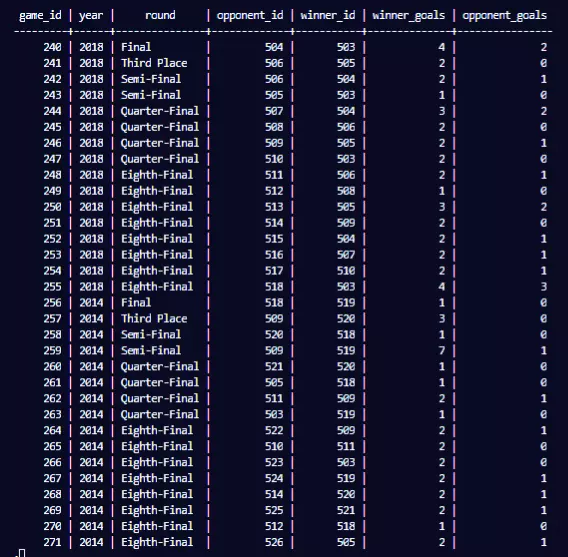 game_id | year | round | opponent_id | winner_id | winner_goals | opponent_goals
---------+------+---------------+-------------+-----------+--------------+----------------
240 | 2018 | Final | 504 | 503 | 4 | 2
241 | 2018 | Third Place | 506 | 505 | 2 | 0
242 | 2018 | Semi-Final | 506 | 504 | 2 | 1
243 | 2018 | Semi-Final | 505 | 503 | 1 | 0
244 | 2018 | Quarter-Final | 507 | 504 | 3 | 2
245 | 2018 | Quarter-Final | 508 | 506 | 2 | 0
246 | 2018 | Quarter-Final | 509 | 505 | 2 | 1
247 | 2018 | Quarter-Final | 510 | 503 | 2 | 0
248 | 2018 | Eighth-Final | 511 | 506 | 2 | 1
249 | 2018 | Eighth-Final | 512 | 508 | 1 | 0
250 | 2018 | Eighth-Final | 513 | 505 | 3 | 2
251 | 2018 | Eighth-Final | 514 | 509 | 2 | 0
252 | 2018 | Eighth-Final | 515 | 504 | 2 | 1
253 | 2018 | Eighth-Final | 516 | 507 | 2 | 1
254 | 2018 | Eighth-Final | 517 | 510 | 2 | 1
255 | 2018 | Eighth-Final | 518 | 503 | 4 | 3
256 | 2014 | Final | 518 | 519 | 1 | 0
257 | 2014 | Third Place | 509 | 520 | 3 | 0
258 | 2014 | Semi-Final | 520 | 518 | 1 | 0
259 | 2014 | Semi-Final | 509 | 519 | 7 | 1
260 | 2014 | Quarter-Final | 521 | 520 | 1 | 0
261 | 2014 | Quarter-Final | 505 | 518 | 1 | 0
262 | 2014 | Quarter-Final | 511 | 509 | 2 | 1
263 | 2014 | Quarter-Final | 503 | 519 | 1 | 0
264 | 2014 | Eighth-Final | 522 | 509 | 2 | 1
265 | 2014 | Eighth-Final | 510 | 511 | 2 | 0
266 | 2014 | Eighth-Final | 523 | 503 | 2 | 0
267 | 2014 | Eighth-Final | 524 | 519 | 2 | 1
268 | 2014 | Eighth-Final | 514 | 520 | 2 | 1
269 | 2014 | Eighth-Final | 525 | 521 | 2 | 1
270 | 2014 | Eighth-Final | 512 | 518 | 1 | 0
271 | 2014 | Eighth-Final | 526 | 505 | 2 | 1